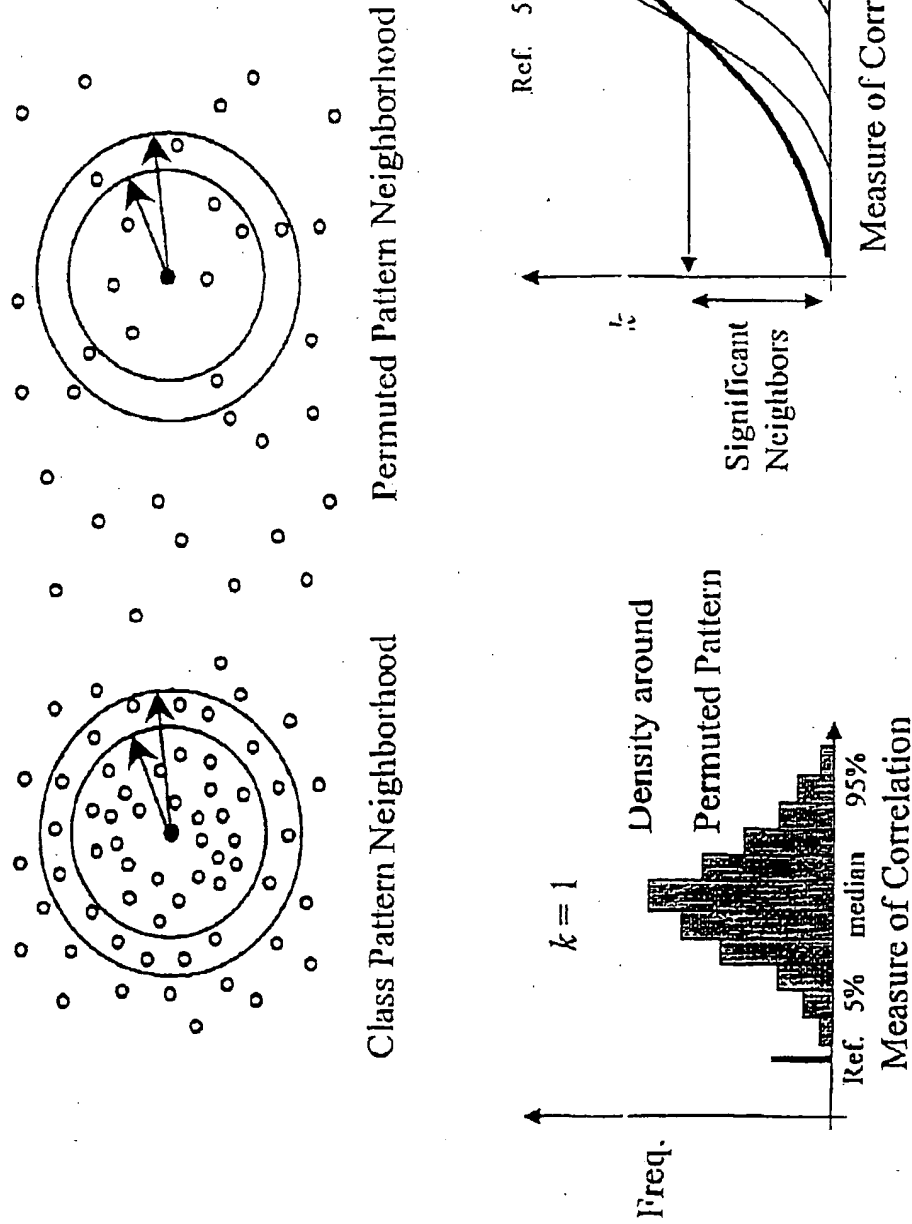 Class Pattern Neighborhood
Permuted Pattern Neighborhood
Freq.
k = 1
Density around
Permuted Pattern
Ref. 5% median 95%
Measure of Correlation
Significant
Neighbors
k
Ref. 5
Measure of Corr